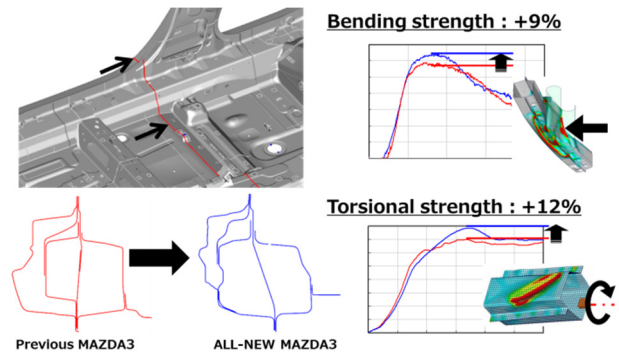 Bending strength : +9%
Torsional strength : +12%
Previous MAZDA3
ALL-NEW MAZDA3